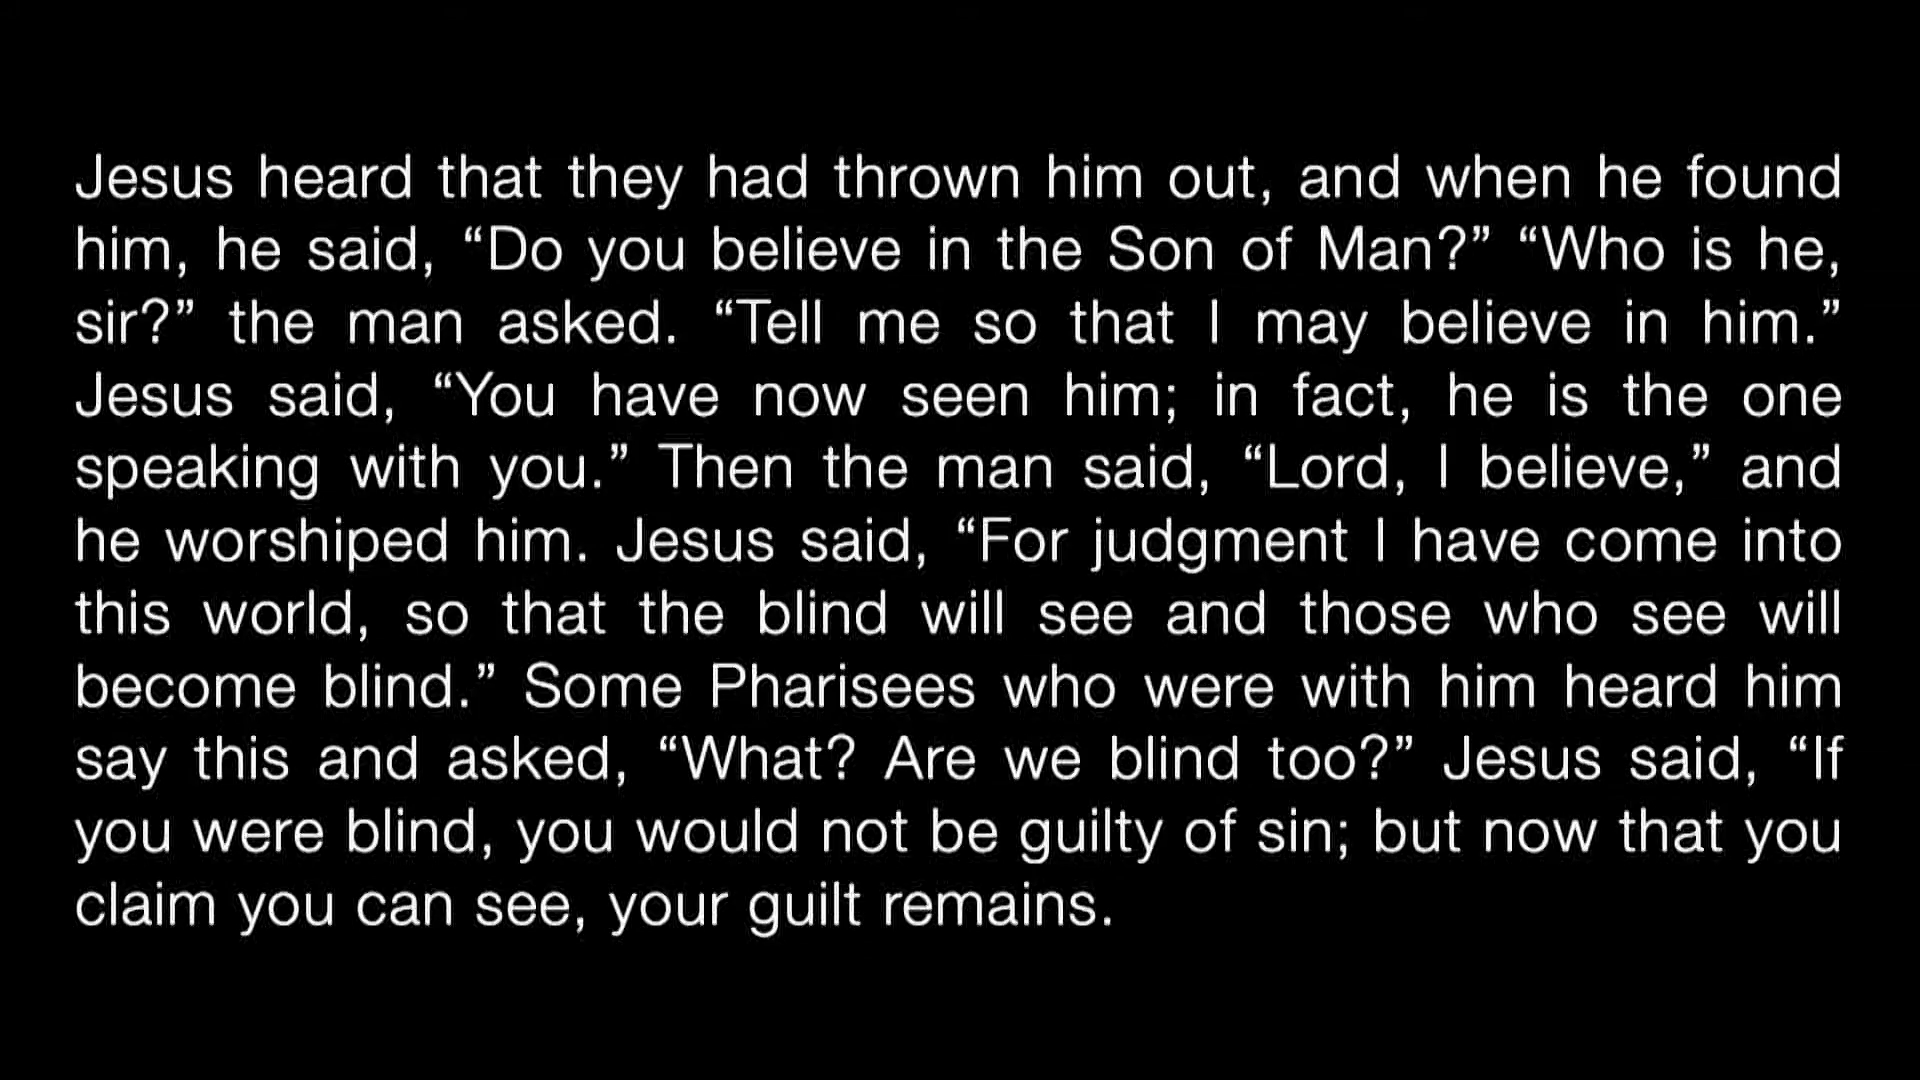 Jesus heard that they had thrown him out, and when he found
him, he said, “Do you believe in the Son of Man?” “Who is he,
sir?” the man asked. “Tell me so that I may believe in him.”
Jesus said, “You have now seen him; in fact, he is the one
speaking with you.” Then the man said, “Lord, I believe,” and
he worshiped him. Jesus said, “For judgment I have come into
this world, so that the blind will see and those who see will
become blind.” Some Pharisees who were with him heard him
say this and asked, “What? Are we blind too?” Jesus said, “If
you were blind, you would not be guilty of sin; but now that you
claim you can see, your guilt remains.